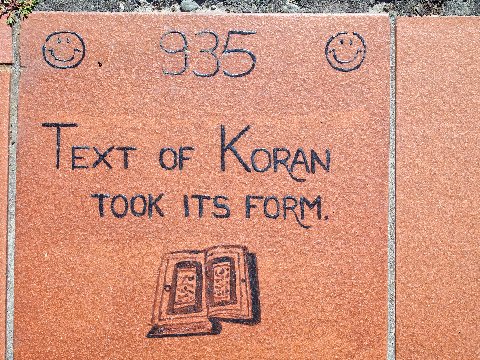 935
TEXT OF KORAN
TOOK ITS FORM.